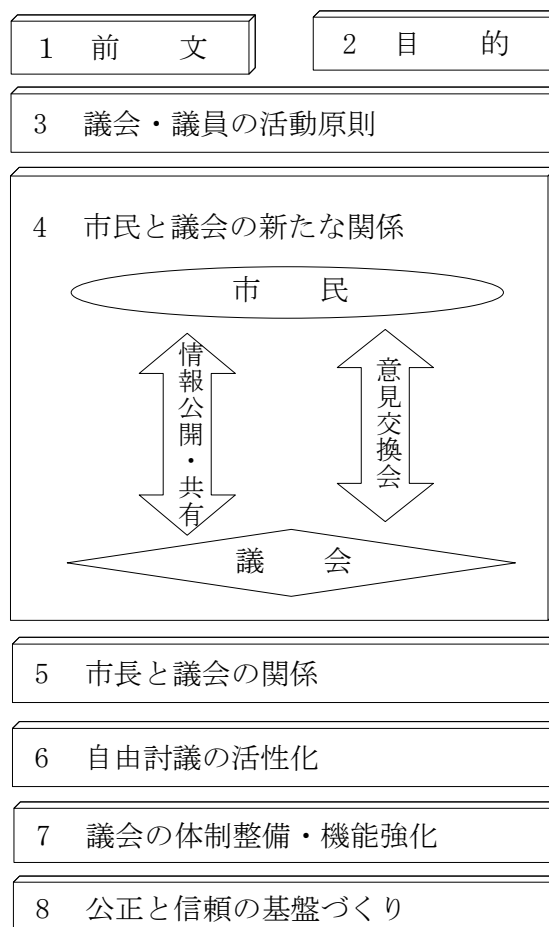 1 前 文
2 目 的
3 議会・議員の活動原則
4 市民と議会の新たな関係
市 民
情報公開・共有
意見交換会
議 会
5 市長と議会の関係
6 自由討議の活性化
7 議会の体制整備・機能強化
8 公正と信頼の基盤づくり